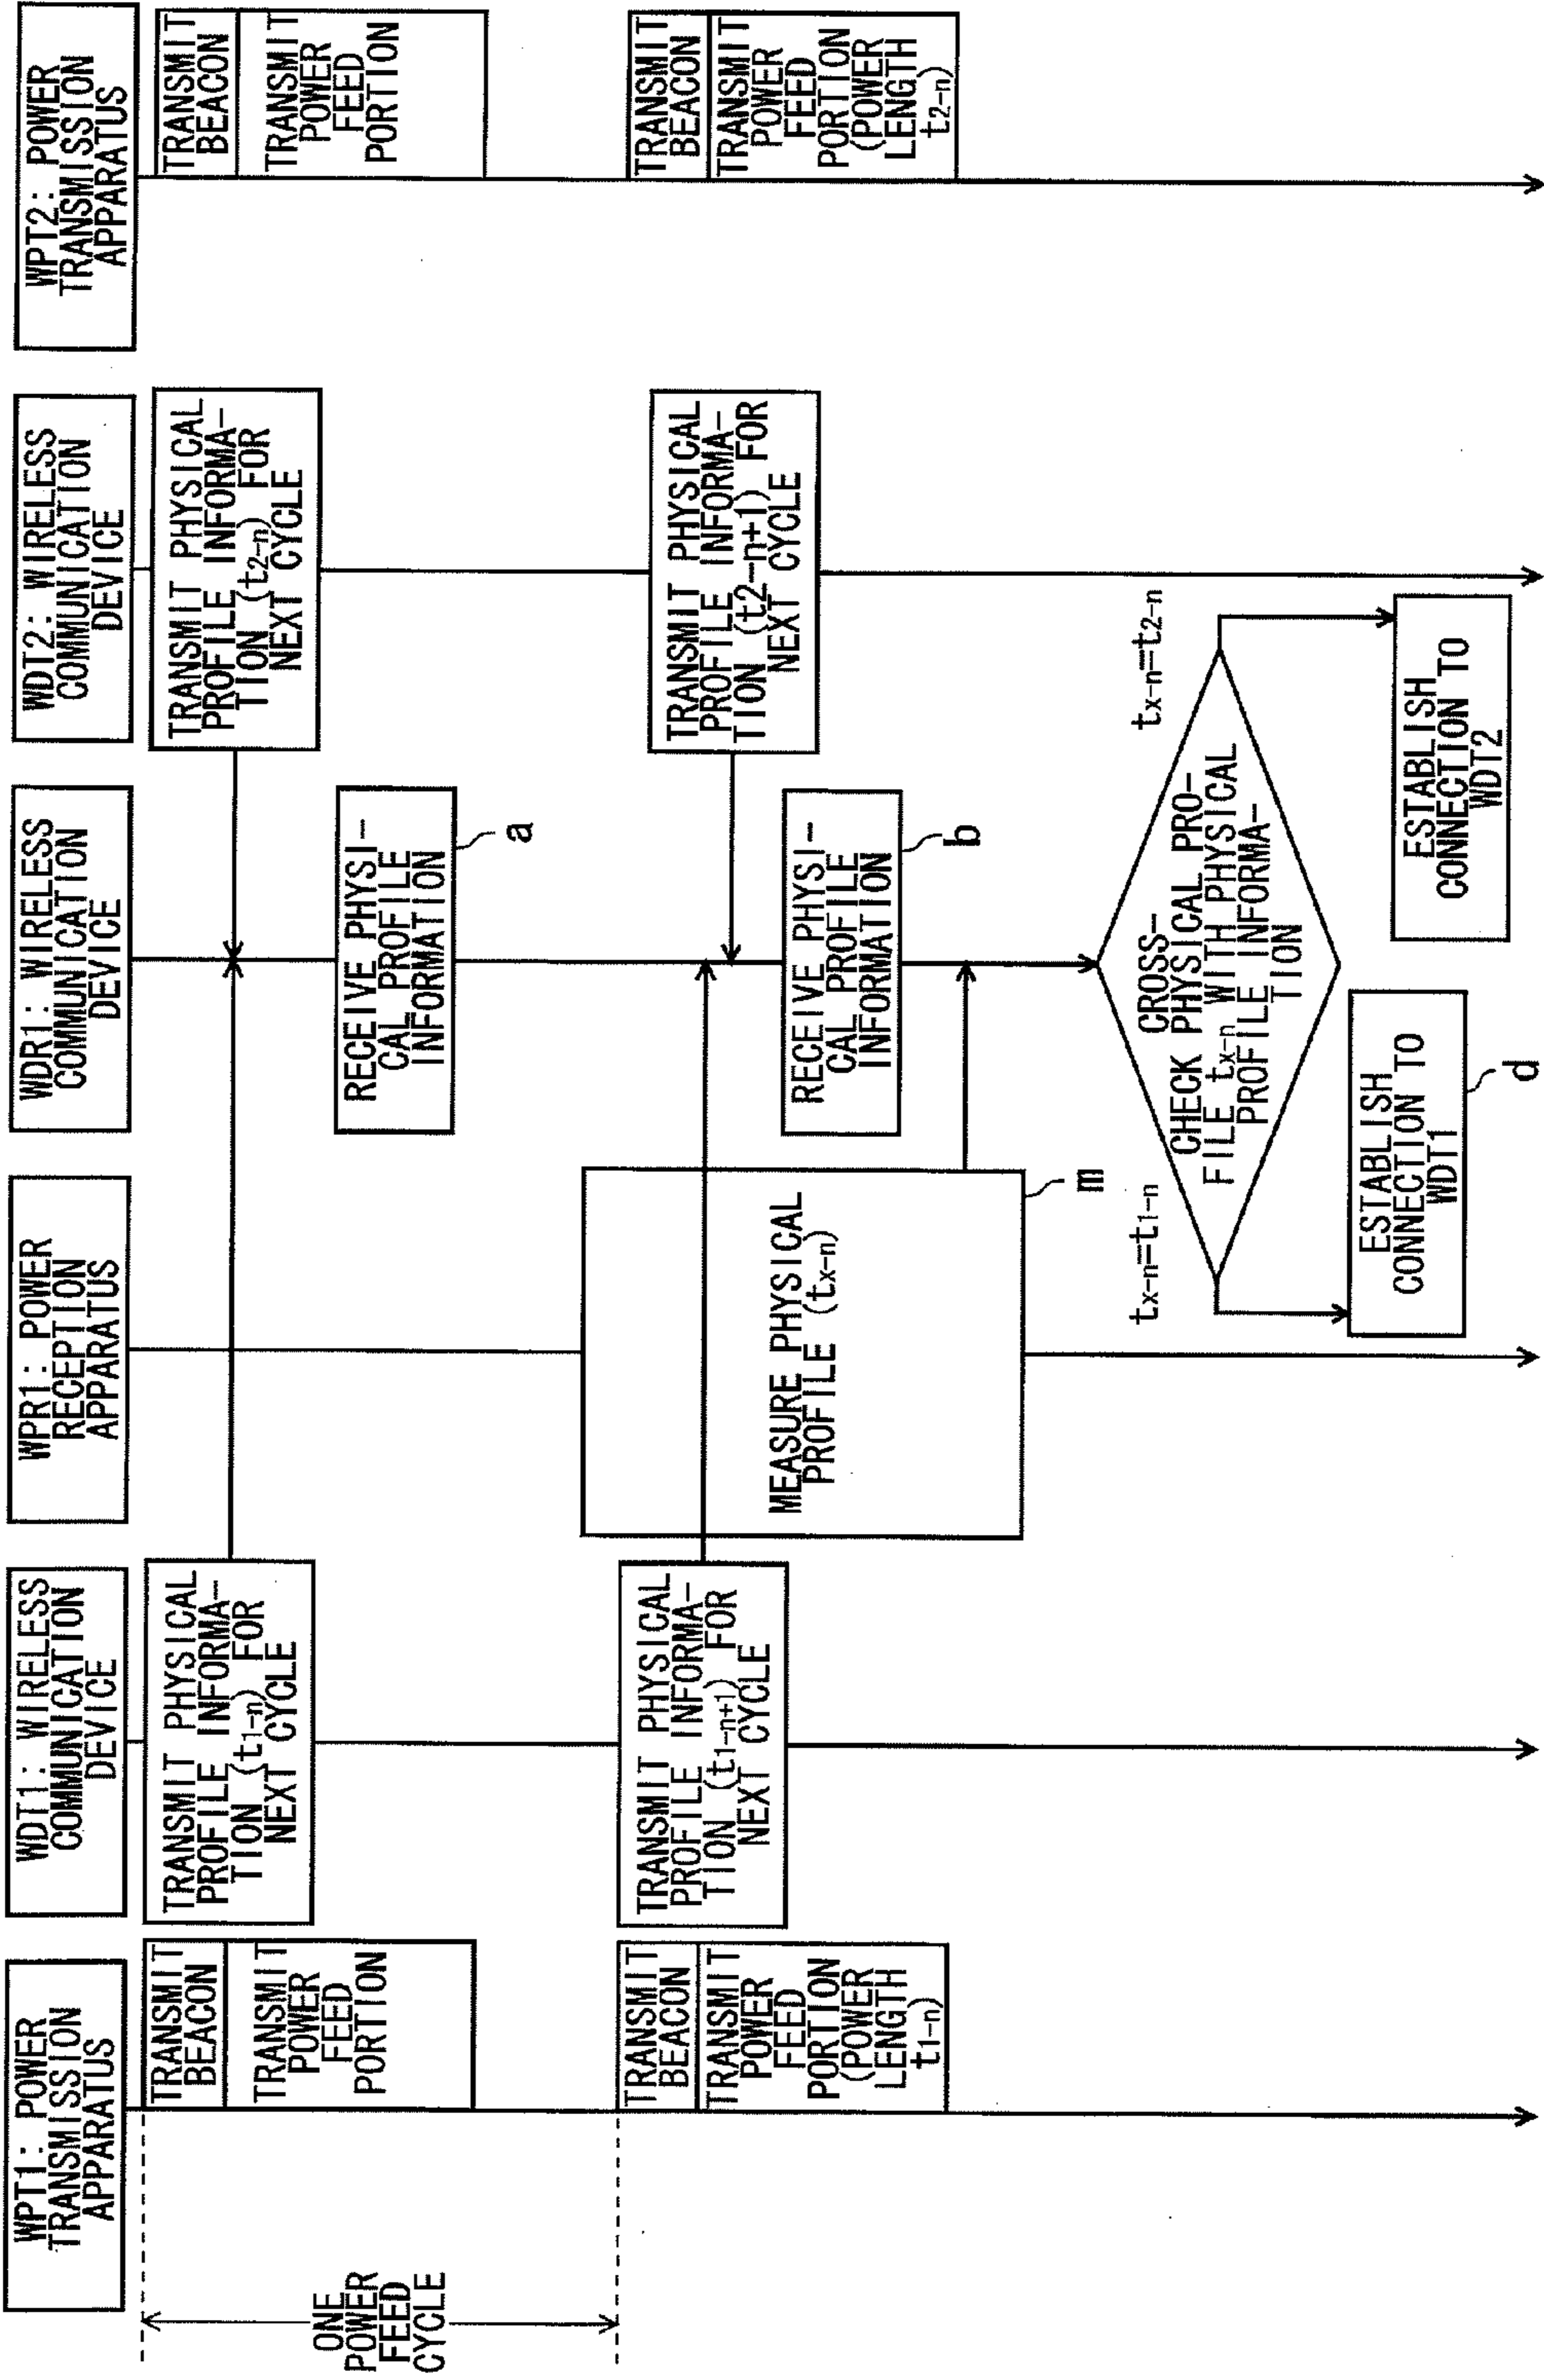 WPT1: POWER
TRANSMISSION
APPARATUS
WDT1: WIRELESS
COMMUNICATION
DEVICE
WPR1: POWER
RECEPTION
APPARATUS
WDR1: WIRELESS
COMMUNICATION
DEVICE
WDT2: WIRELESS
COMMUNICATION
DEVICE
WPT2: POWER
TRANSMISSION
APPARATUS
ONE
POWER
FEED
CYCLE
TRANSMIT
BEACON
TRANSMIT
POWER
FEED
PORTION
TRANSMIT PHYSICAL
PROFILE INFORMA-
TION (t1-n) FOR
NEXT CYCLE
TRANSMIT PHYSICAL
PROFILE INFORMA-
TION (t2-n) FOR
NEXT CYCLE
TRANSMIT
BEACON
TRANSMIT
POWER
FEED
PORTION
RECEIVE PHYSI-
CAL PROFILE
INFORMATION
a
TRANSMIT
BEACON
TRANSMIT
POWER
FEED
PORTION
(POWER
LENGTH
t1-n)
TRANSMIT PHYSICAL
PROFILE INFORMA-
TION (t1-n+1) FOR
NEXT CYCLE
MEASURE PHYSICAL
PROFILE (tx-n)
m
TRANSMIT PHYSICAL
PROFILE INFORMA-
TION (t2-n+1) FOR
NEXT CYCLE
TRANSMIT
BEACON
TRANSMIT
POWER
FEED
PORTION
(POWER
LENGTH
t2-n)
RECEIVE PHYSI-
CAL PROFILE
INFORMATION
b
tx-n=t1-n
CROSS-
CHECK PHYSICAL PRO-
FILE tx-n WITH PHYSICAL
PROFILE INFORMA-
TION
tx-n=t2-n
ESTABLISH
CONNECTION TO
WDT1
d
ESTABLISH
CONNECTION TO
WDT2